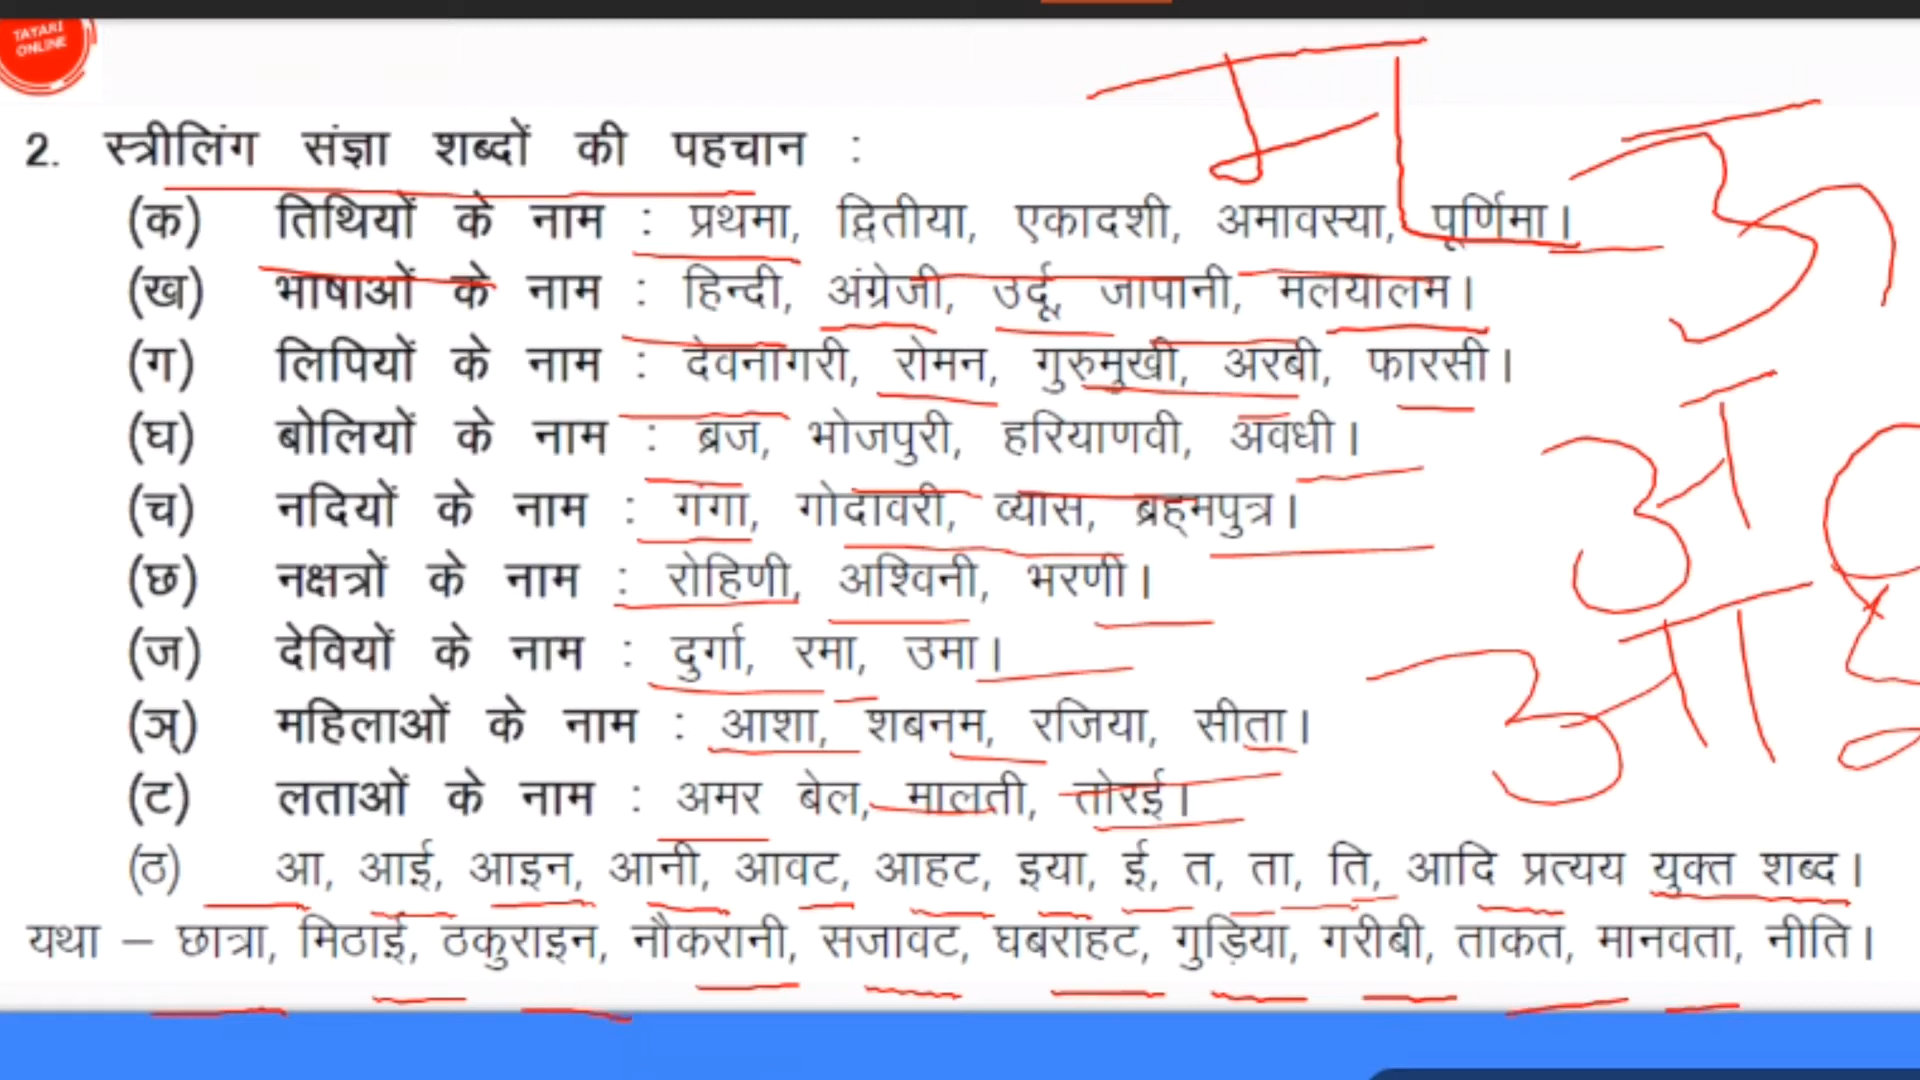 TAYARI
ONLINE
2. स्त्रीलिंग संज्ञा शब्दों की पहचान :
(क) तिथियों के नाम : प्रथमा, द्वितीया, एकादशी, अमावस्या, पूर्णिमा।
(ख) भाषाओं के नाम : हिन्दी, अंग्रेजी, उर्दू, जापानी, मलयालम।
(ग) लिपियों के नाम : देवनागरी, रोमन, गुरुमुखी, अरबी, फारसी।
(घ) बोलियों के नाम : ब्रज, भोजपुरी, हरियाणवी, अवधी।
(च) नदियों के नाम : गंगा, गोदावरी, व्यास, ब्रह्मपुत्र।
(छ) नक्षत्रों के नाम : रोहिणी, अश्विनी, भरणी।
(ज) देवियों के नाम : दुर्गा, रमा, उमा।
(ञ्) महिलाओं के नाम : आशा, शबनम, रजिया, सीता।
(ट) लताओं के नाम : अमर बेल, मालती, तोरई।
(ठ) आ, आई, आइन, आनी, आवट, आहट, इया, ई, त, ता, ति, आदि प्रत्यय युक्त शब्द।
यथा – छात्रा, मिठाई, ठकुराइन, नौकरानी, सजावट, घबराहट, गुड़िया, गरीबी, ताकत, मानवता, नीति।
म
अ
आ